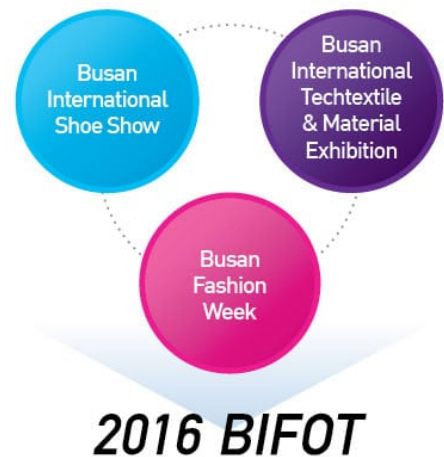 Busan
International
Shoe Show
Busan
International
Techtextile
& Material
Exhibition
Busan
Fashion
Week
2016 BIFOT